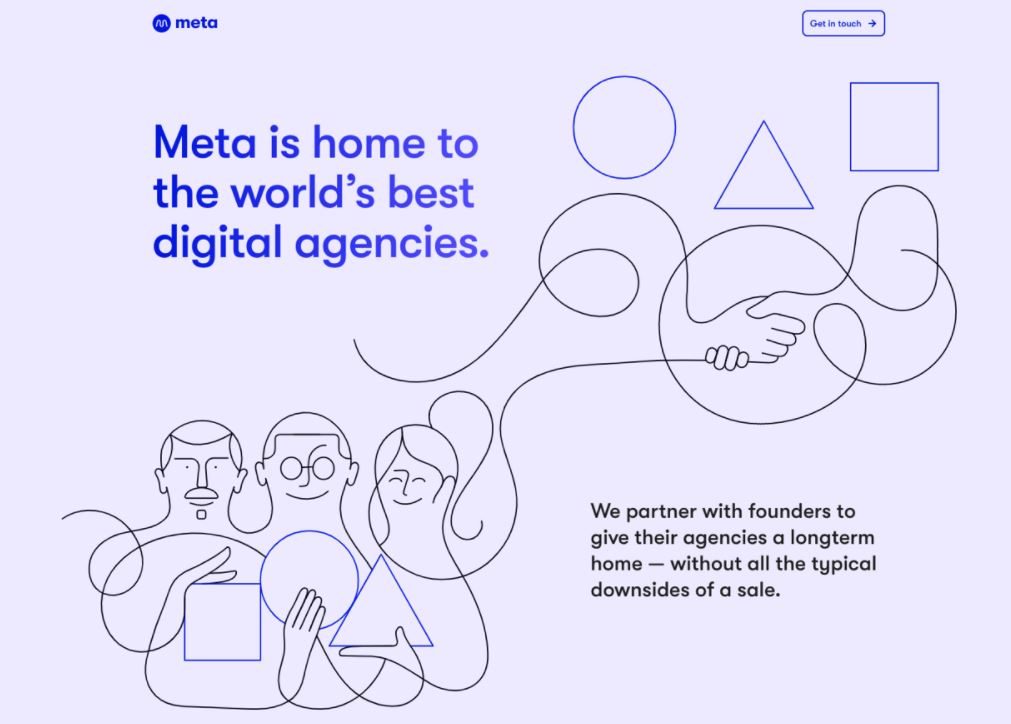 meta
Get in touch →
Meta is home to
the world’s best
digital agencies.
We partner with founders to
give their agencies a longterm
home — without all the typical
downsides of a sale.